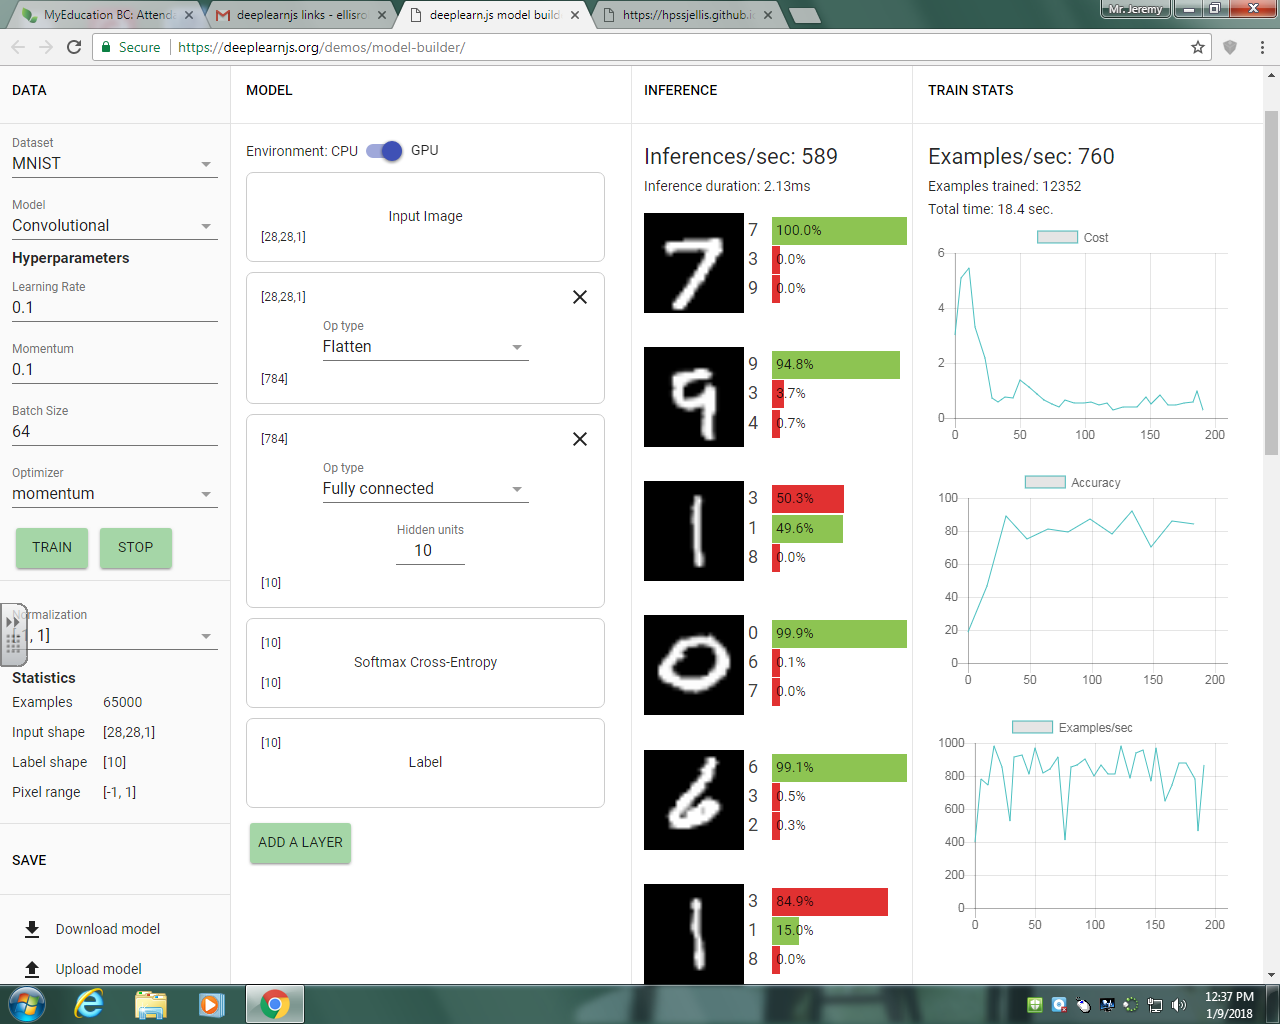 MyEducation BC: Attenda
deeplearnjs links - ellisro
deeplearn.js model build
https://hpssjellis.github.i
Mr. Jeremy
Secure
https://deeplearnjs.org/demos/model-builder/
DATA
Dataset
MNIST
Model
Convolutional
Hyperparameters
Learning Rate
0.1
Momentum
0.1
Batch Size
64
Optimizer
momentum
TRAIN
STOP
Normalization
1, 1]
Statistics
Examples 65000
Input shape [28,28,1]
Label shape [10]
Pixel range [-1, 1]
SAVE
Download model
Upload model
MODEL
Environment: CPU GPU
Input Image
[28,28,1]
[28,28,1]
Op type
Flatten
[784]
[784]
Op type
Fully connected
Hidden units
10
[10]
[10]
Softmax Cross-Entropy
[10]
[10]
Label
ADD A LAYER
INFERENCE
Inferences/sec: 589
Inference duration: 2.13ms
7
7 100.0%
3 0.0%
9 0.0%
9
9 94.8%
3 3.7%
4 0.7%
1
3 50.3%
1 49.6%
8 0.0%
0
0 99.9%
6 0.1%
7 0.0%
6
6 99.1%
3 0.5%
2 0.3%
1
3 84.9%
1 15.0%
8 0.0%
TRAIN STATS
Examples/sec: 760
Examples trained: 12352
Total time: 18.4 sec.
Cost
6
4
2
0
0 50 100 150 200
Accuracy
100
80
60
40
20
0
0 50 100 150 200
Examples/sec
1000
800
600
400
200
0
0 50 100 150 200
12:37 PM
1/9/2018